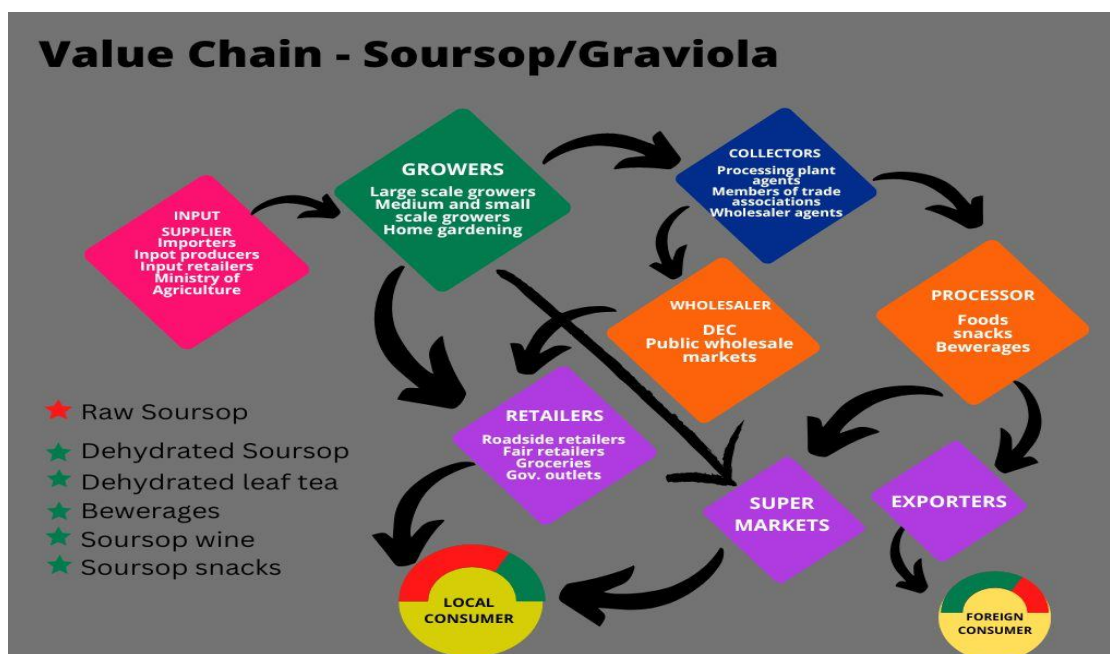 Value Chain - Soursop/Graviola
INPUT
SUPPLIER
Importers
Inpot producers
Input retailers
Ministry of
Agriculture
GROWERS
Large scale growers
Medium and small
scale growers
Home gardening
COLLECTORS
Processing plant
agents
Members of trade
associations
Wholesaler agents
WHOLESALER
DEC
Public wholesale
markets
PROCESSOR
Foods
snacks
Bewerages
RETAILERS
Roadside retailers
Fair retailers
Groceries
Gov. outlets
SUPER
MARKETS
EXPORTERS
Raw Soursop
Dehydrated Soursop
Dehydrated leaf tea
Bewerages
Soursop wine
Soursop snacks
LOCAL
CONSUMER
FOREIGN
CONSUMER